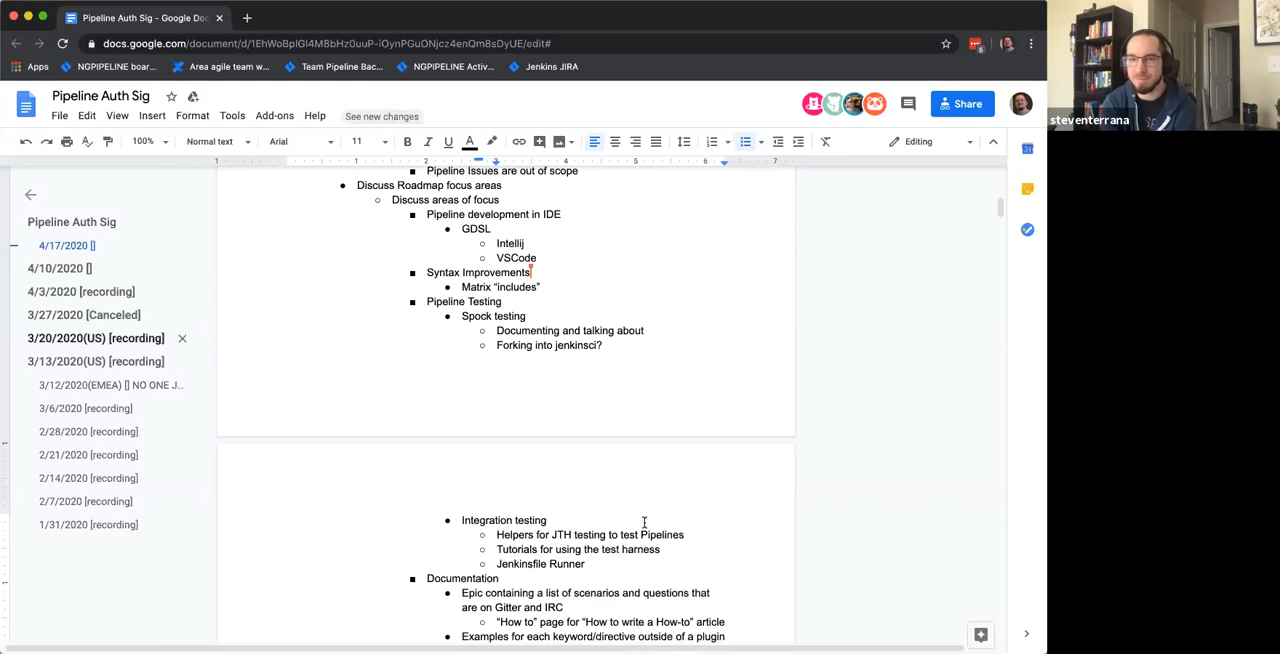 Pipeline Auth Sig - Google Doc
docs.google.com/document/d/1EhWoBplGl4M8bHz0uuP-iOynPGuONjcz4enQm8sDyUE/edit#
Apps
NGPIPELINE boar...
Area agile team w...
Team Pipeline Bac...
NGPIPELINE Activ...
Jenkins JIRA
Pipeline Auth Sig
File Edit View Insert Format Tools Add-ons Help
See new changes
Share
100%
Normal text
Arial
11
Editing
1 1 2 3 4 5 6 7
Pipeline Auth Sig
4/17/2020 []
4/10/2020 []
4/3/2020 [recording]
3/27/2020 [Canceled]
3/20/2020(US) [recording]
3/13/2020(US) [recording]
3/12/2020(EMEA) [] NO ONE J...
3/6/2020 [recording]
2/28/2020 [recording]
2/21/2020 [recording]
2/14/2020 [recording]
2/7/2020 [recording]
1/31/2020 [recording]
Pipeline Issues are out of scope
Discuss Roadmap focus areas
Discuss areas of focus
Pipeline development in IDE
GDSL
Intellij
VSCode
Syntax Improvements
Matrix “includes”
Pipeline Testing
Spock testing
Documenting and talking about
Forking into jenkinsci?
Integration testing
Helpers for JTH testing to test Pipelines
Tutorials for using the test harness
Jenkinsfile Runner
Documentation
Epic containing a list of scenarios and questions that
are on Gitter and IRC
“How to” page for “How to write a How-to” article
Examples for each keyword/directive outside of a plugin
steventerrana